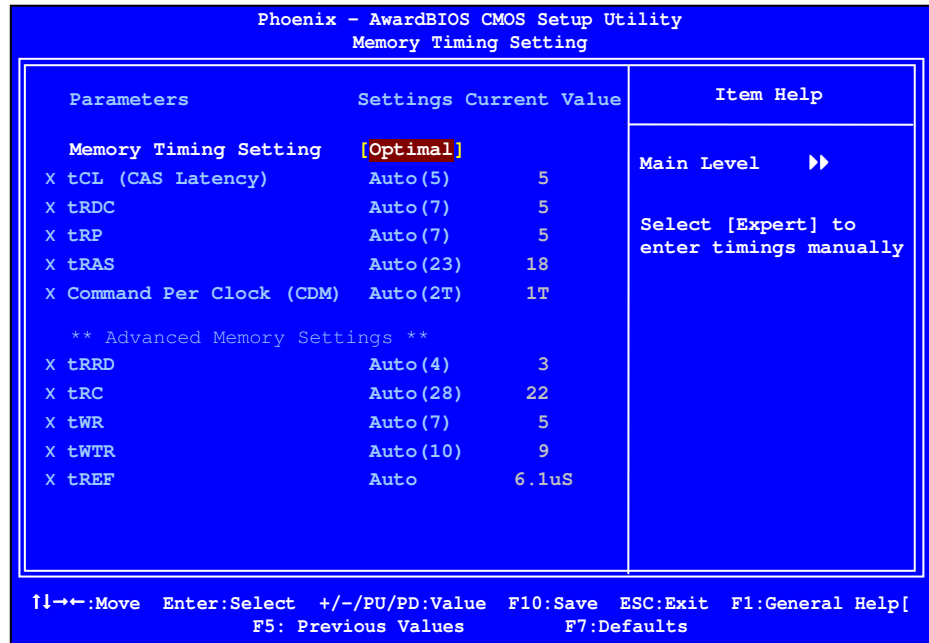 Phoenix – AwardBIOS CMOS Setup Utility
Memory Timing Setting
Parameters Settings Current Value
Item Help
Memory Timing Setting [Optimal]
X tCL (CAS Latency) Auto(5) 5
X tRDC Auto(7) 5
X tRP Auto(7) 5
X tRAS Auto(23) 18
X Command Per Clock (CDM) Auto(2T) 1T
** Advanced Memory Settings **
X tRRD Auto(4) 3
X tRC Auto(28) 22
X tWR Auto(7) 5
X tWTR Auto(10) 9
X tREF Auto 6.1uS
Main Level ►►
Select [Expert] to
enter timings manually
↑↓→←:Move Enter:Select +/-/PU/PD:Value F10:Save ESC:Exit F1:General Help[
F5: Previous Values F7:Defaults